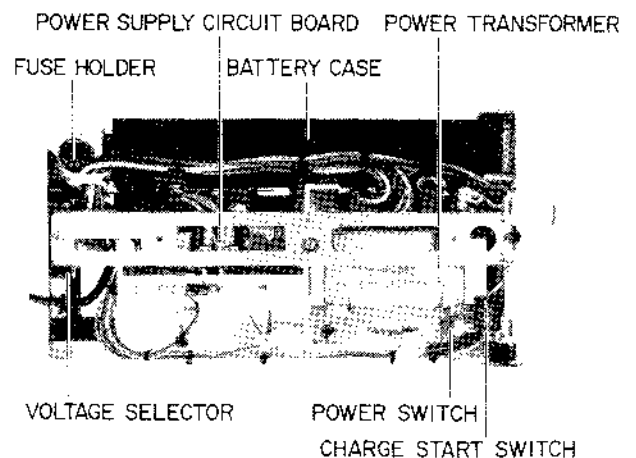 POWER SUPPLY CIRCUIT BOARD POWER TRANSFORMER
FUSE HOLDER BATTERY CASE
VOLTAGE SELECTOR POWER SWITCH
CHARGE START SWITCH